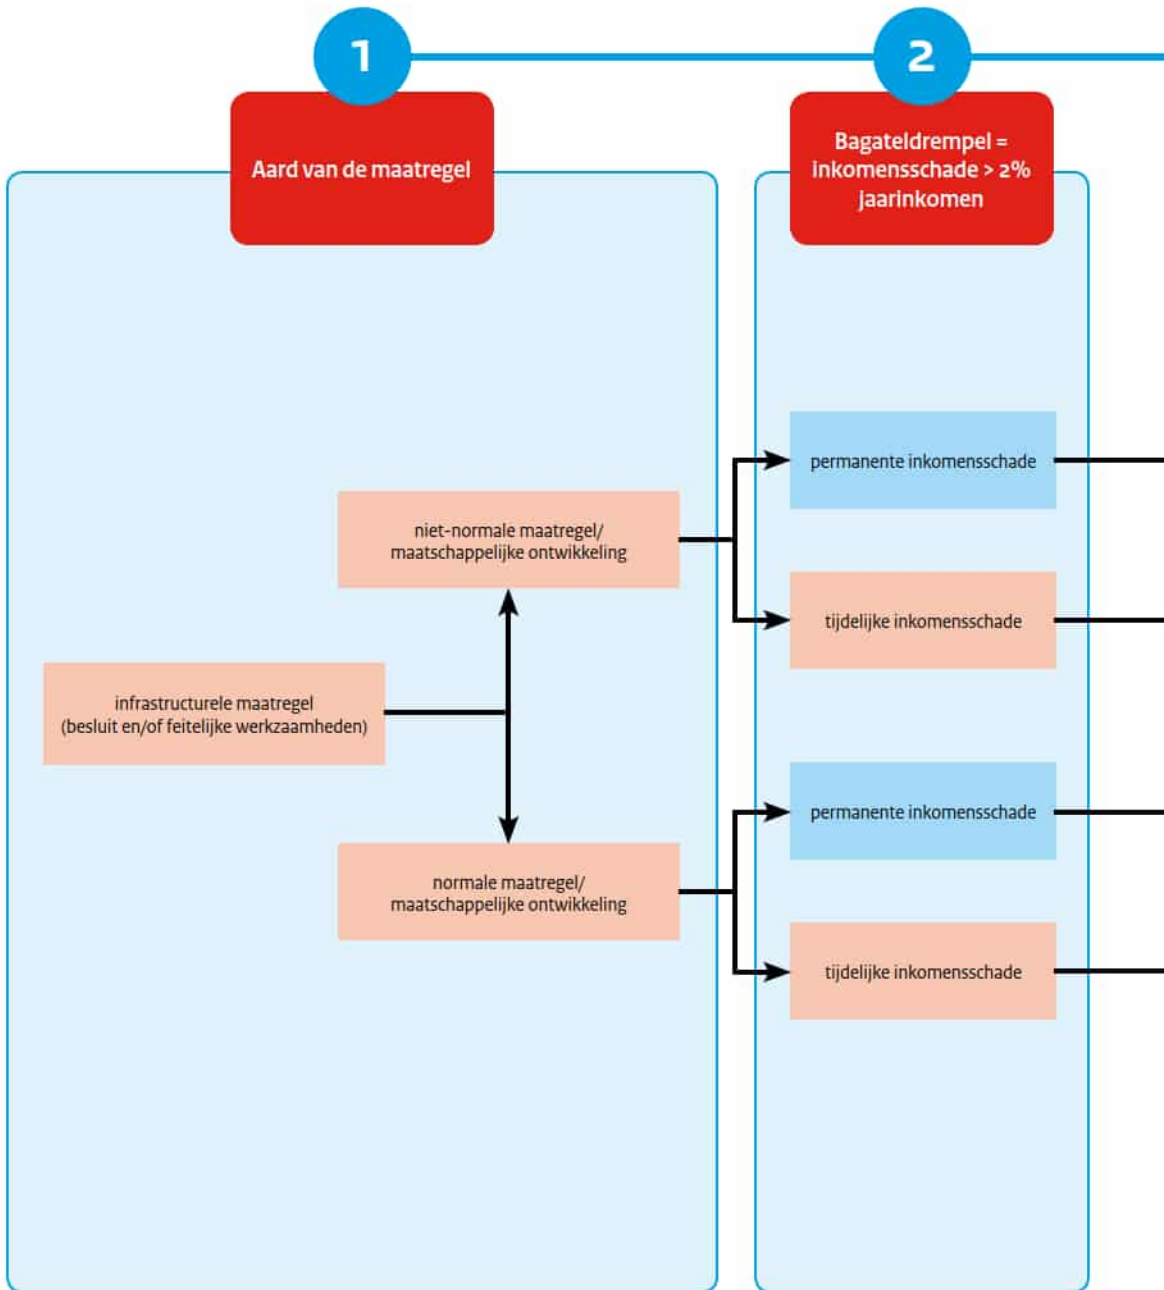 1
2
Aard van de maatregel
Bagateldrempel =
inkomensschade > 2%
jaarinkomen
permanente inkomensschade
niet-normale maatregel/
maatschappelijke ontwikkeling
tijdelijke inkomensschade
infrastructurele maatregel
(besluit en/of feitelijke werkzaamheden)
permanente inkomensschade
normale maatregel/
maatschappelijke ontwikkeling
tijdelijke inkomensschade